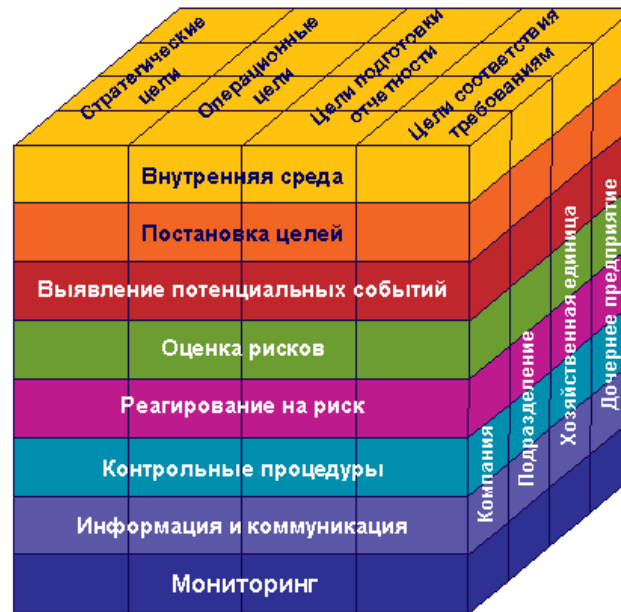 Стратегические
цели
Операционные
цели
Цели подготовки
отчетности
Цели соответствия
требованиям
Внутренняя среда
Постановка целей
Выявление потенциальных событий
Оценка рисков
Реагирование на риск
Контрольные процедуры
Информация и коммуникация
Мониторинг
Компания
Подразделение
Хозяйственная единица
Дочернее предприятие